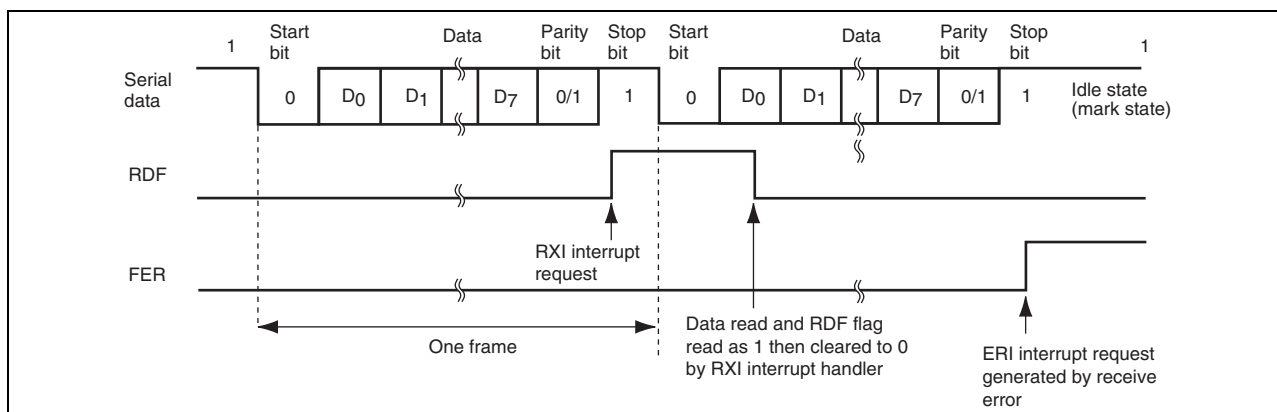 1 Start bit Data Parity bit Stop bit Start bit Data Parity bit Stop bit 1
Serial data 0 D0 D1 D7 0/1 1 0 D0 D1 D7 0/1 1 Idle state (mark state)
RDF
RXI interrupt
request
FER
One frame
Data read and RDF flag
read as 1 then cleared to 0
by RXI interrupt handler
ERI interrupt request
generated by receive
error